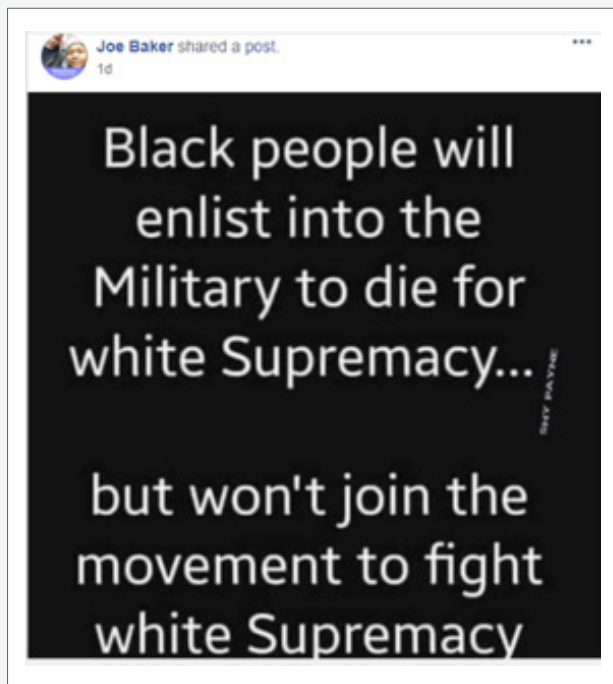 Joe Baker shared a post.
1d
Black people will
enlist into the
Military to die for
white Supremacy...
SHY PAYNE
but won't join the
movement to fight
white Supremacy